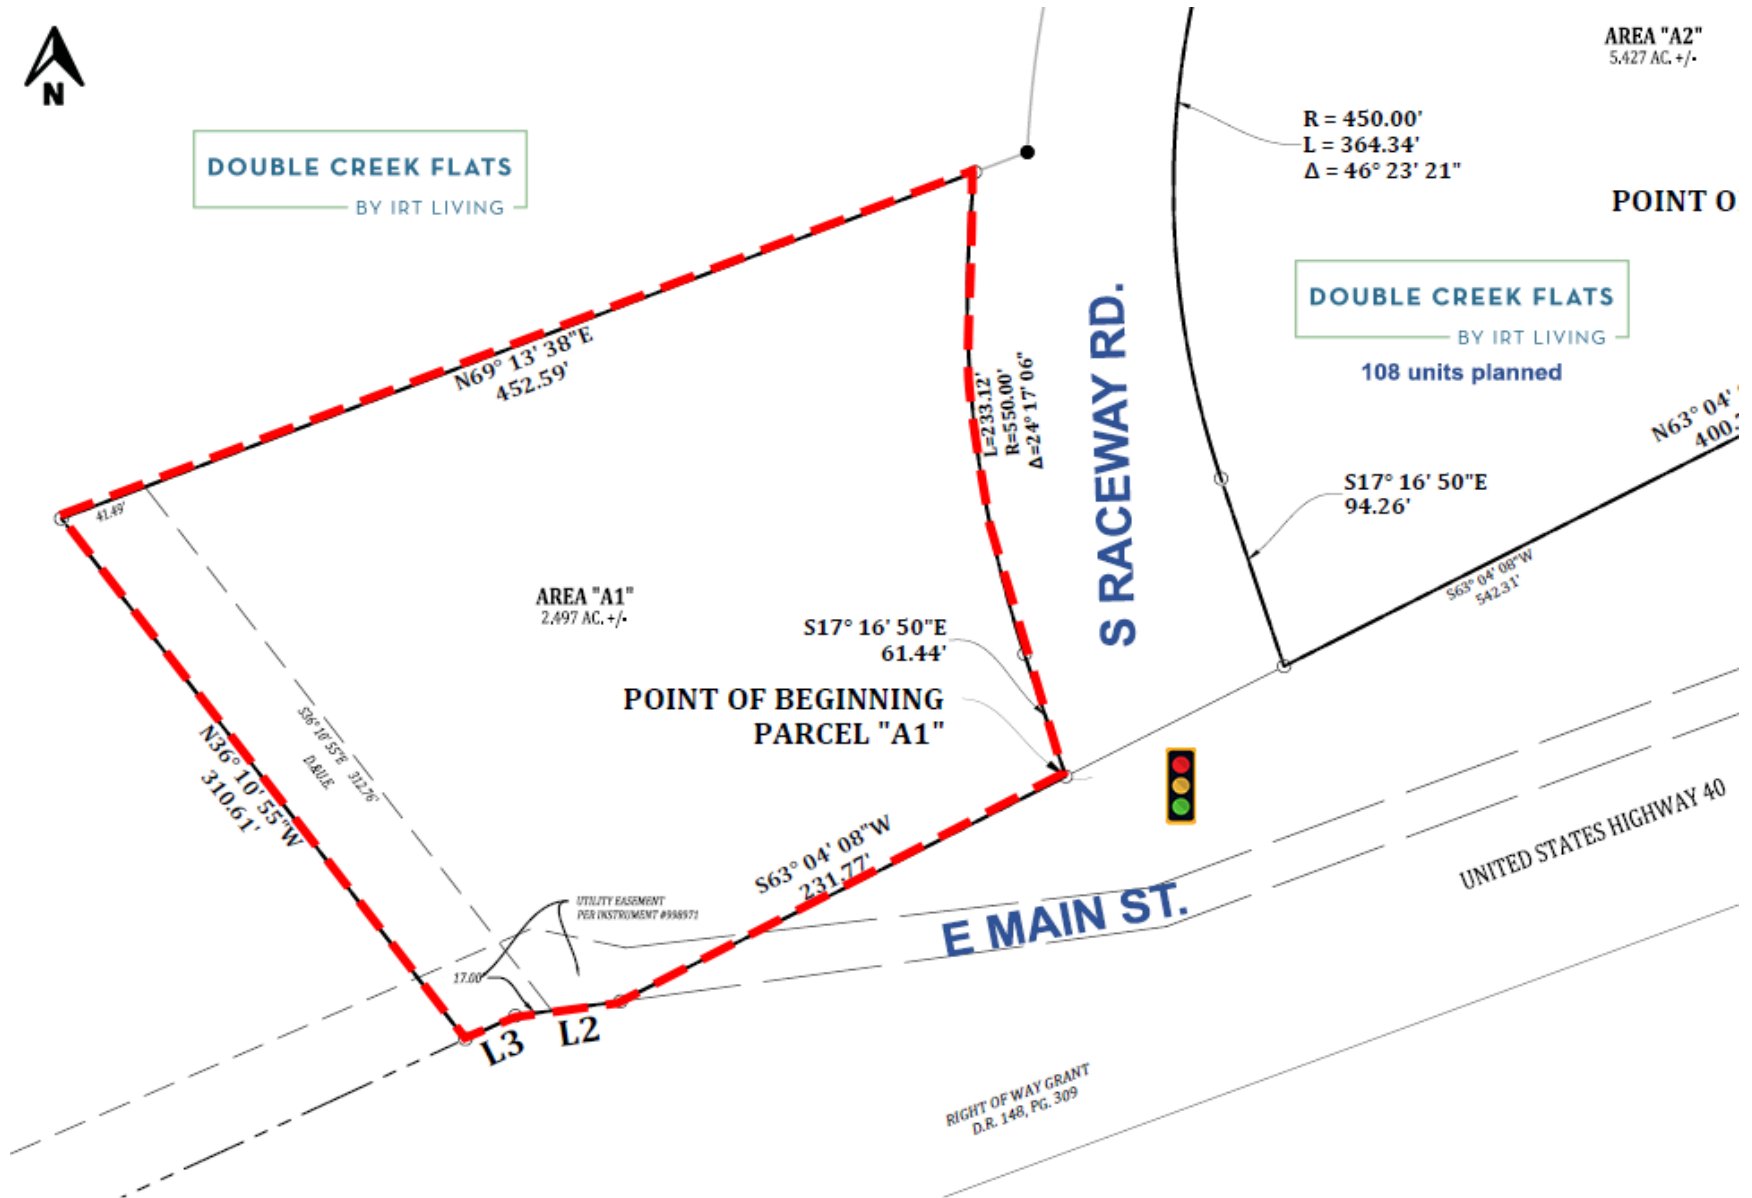 N
DOUBLE CREEK FLATS
BY IRT LIVING
AREA "A2"
5.427 AC. +/-
R = 450.00'
L = 364.34'
Δ = 46° 23' 21"
POINT O
DOUBLE CREEK FLATS
BY IRT LIVING
108 units planned
N63° 04'
400.
S17° 16' 50"E
94.26'
S63° 04' 08"W
542.31'
N69° 13' 38"E
452.59'
L=233.12'
R=550.00'
Δ=24° 17' 06"
S RACEWAY RD.
41.49'
AREA "A1"
2.497 AC. +/-
S17° 16' 50"E
61.44'
POINT OF BEGINNING
PARCEL "A1"
S36° 10' 55"E 312.76'
D.&U.E.
N36° 10' 55"W
310.61'
S63° 04' 08"W
231.77'
UTILITY EASEMENT
PER INSTRUMENT #998971
17.00'
L3
L2
E MAIN ST.
UNITED STATES HIGHWAY 40
RIGHT OF WAY GRANT
D.R. 148, PG. 309